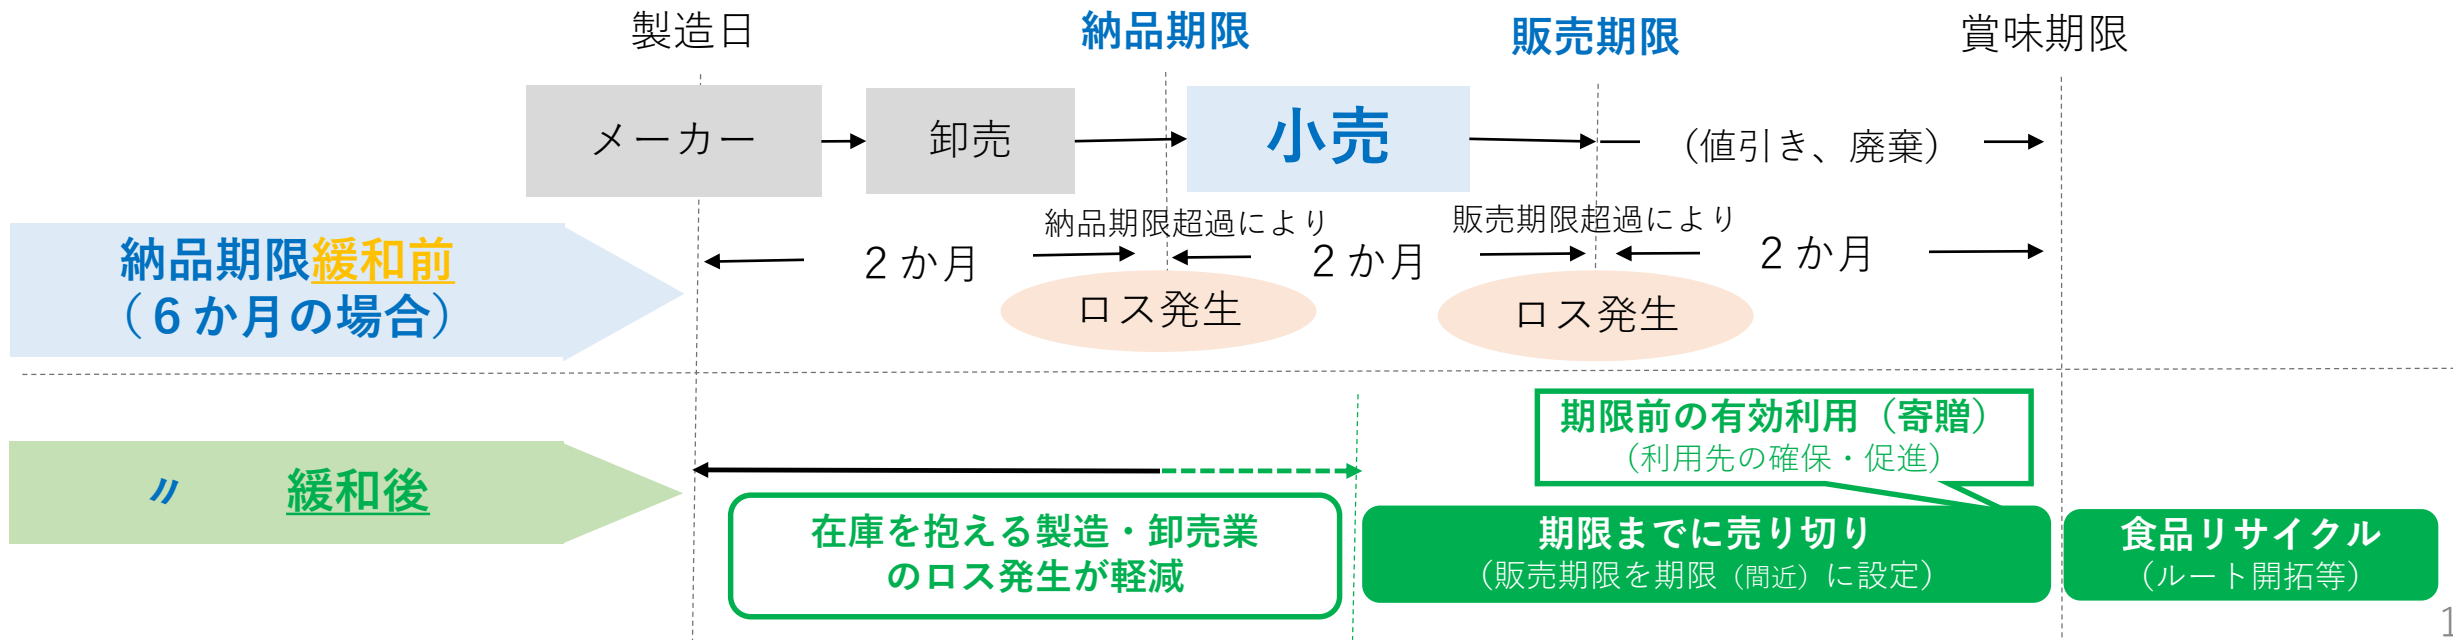 製造日
納品期限
販売期限
賞味期限
メーカー
卸売
小売
（値引き、廃棄）
納品期限緩和前
（６か月の場合）
納品期限超過により
販売期限超過により
２か月
２か月
２か月
ロス発生
ロス発生
〃 緩和後
期限前の有効利用（寄贈）
（利用先の確保・促進）
在庫を抱える製造・卸売業
のロス発生が軽減
期限までに売り切り
（販売期限を期限（間近）に設定）
食品リサイクル
（ルート開拓等）
1